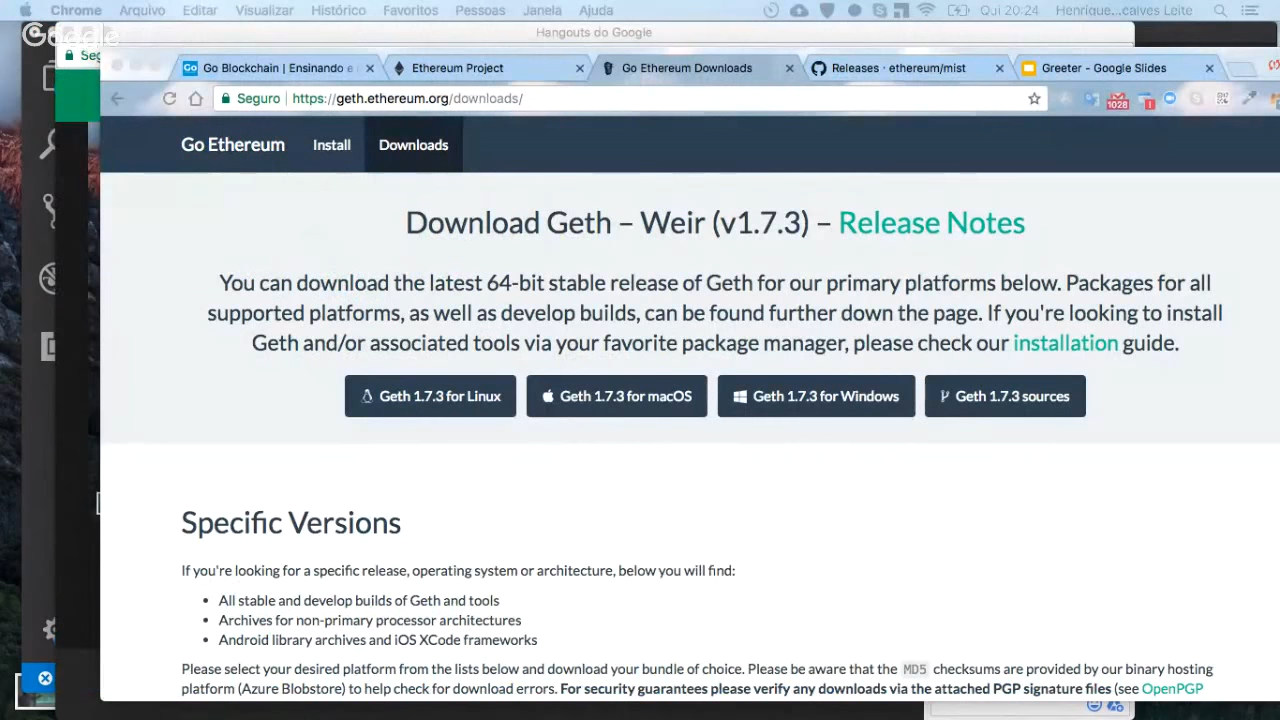 Chrome Arquivo Editar Visualizar Histórico Favoritos Pessoas Janela Ajuda Qui 20:24 Henrique...calves Leite
Google
Hangouts do Google
Seg
Go Blockchain | Ensinando e Ethereum Project Go Ethereum Downloads Releases · ethereum/mist Greeter - Google Slides
Seguro https://geth.ethereum.org/downloads/ 1028
Go Ethereum Install Downloads
Download Geth – Weir (v1.7.3) – Release Notes
You can download the latest 64-bit stable release of Geth for our primary platforms below. Packages for all
supported platforms, as well as develop builds, can be found further down the page. If you're looking to install
Geth and/or associated tools via your favorite package manager, please check our installation guide.
Geth 1.7.3 for Linux Geth 1.7.3 for macOS Geth 1.7.3 for Windows Geth 1.7.3 sources
Specific Versions
If you're looking for a specific release, operating system or architecture, below you will find:
• All stable and develop builds of Geth and tools
• Archives for non-primary processor architectures
• Android library archives and iOS XCode frameworks
Please select your desired platform from the lists below and download your bundle of choice. Please be aware that the MD5 checksums are provided by our binary hosting
platform (Azure Blobstore) to help check for download errors. For security guarantees please verify any downloads via the attached PGP signature files (see OpenPGP